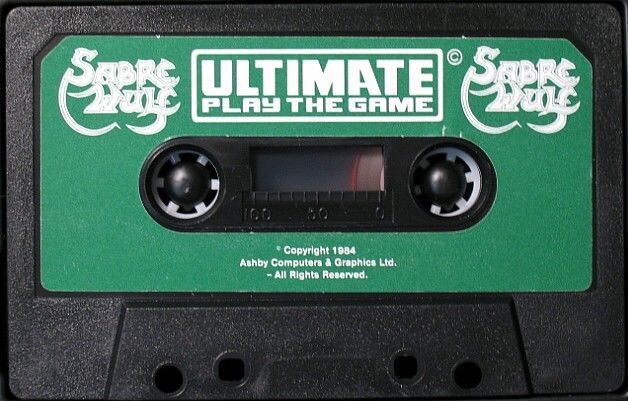 SABRE WULF
ULTIMATE
PLAY THE GAME
©
SABRE WULF
100 50 0
© Copyright 1984
Ashby Computers & Graphics Ltd.
– All Rights Reserved.